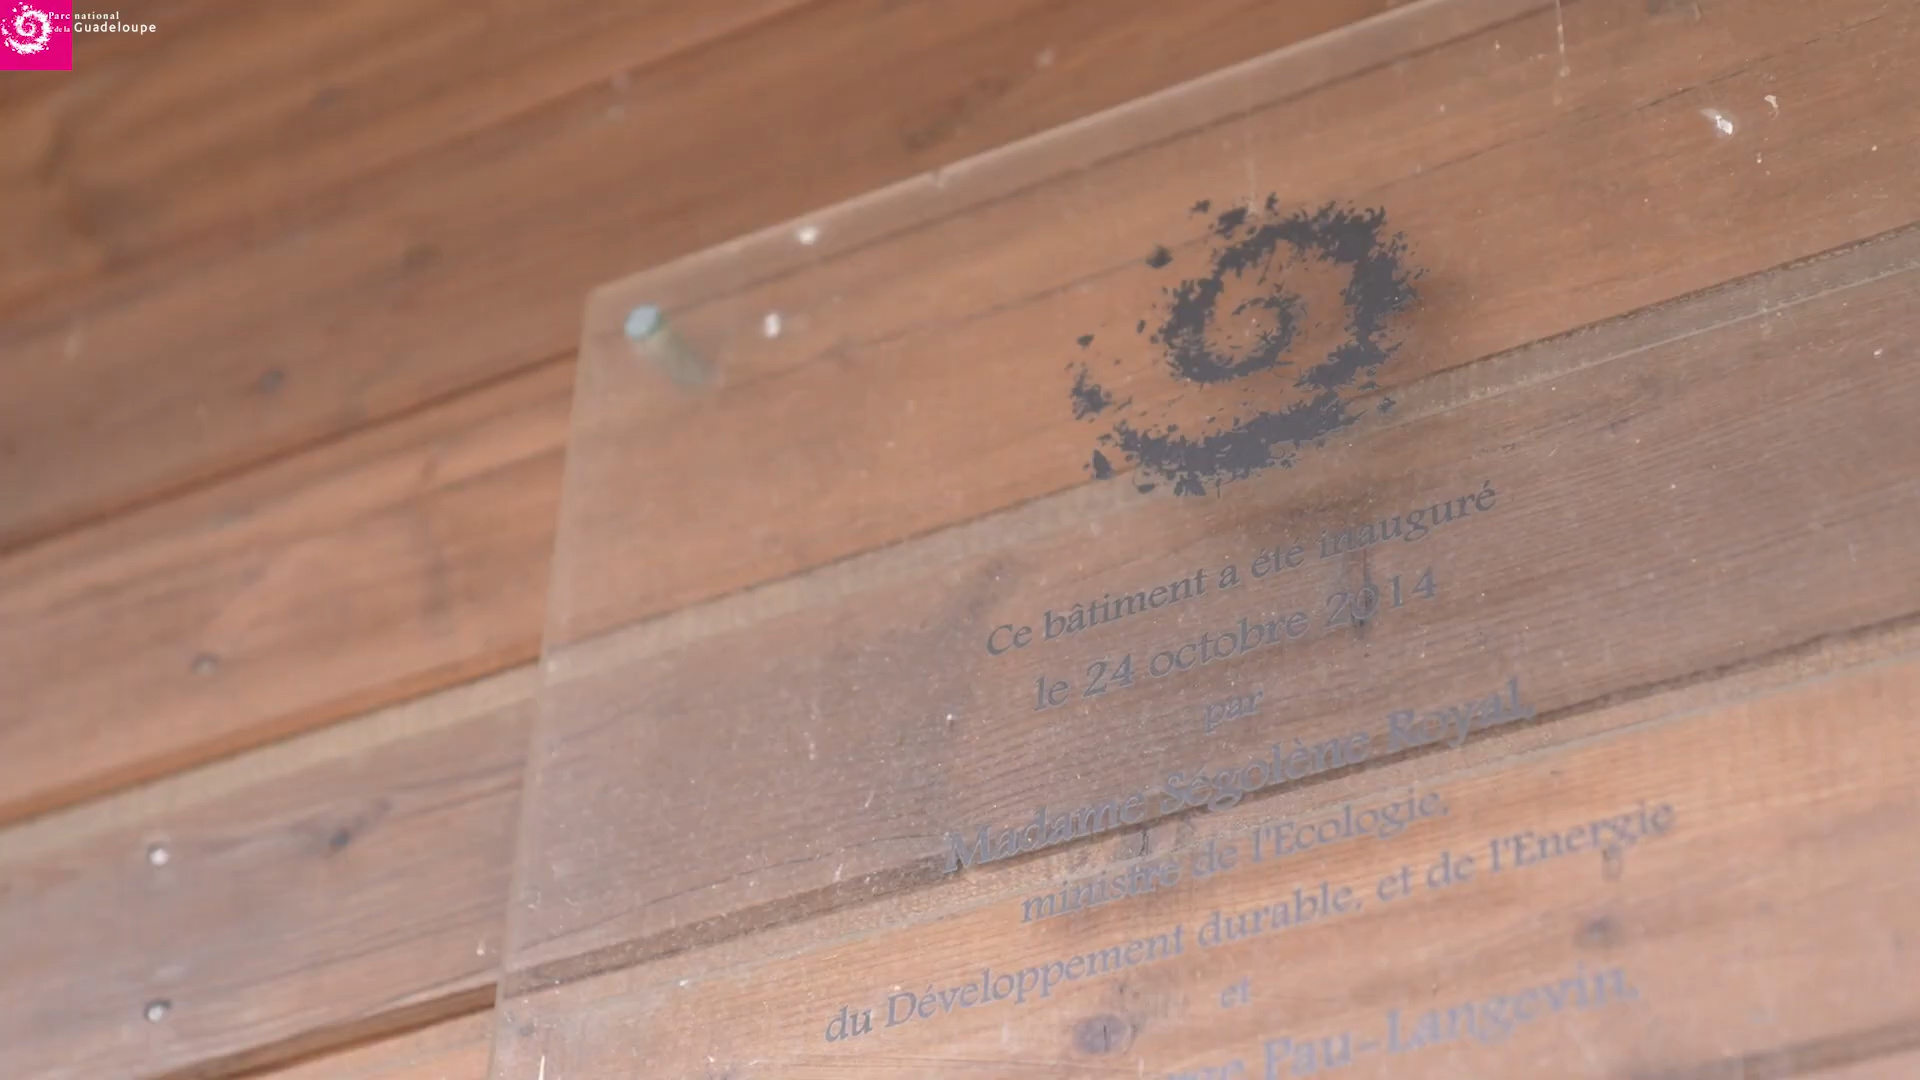 Parc national
de la Guadeloupe
Ce bâtiment a été inauguré
le 24 octobre 2014
par
Madame Ségolène Royal,
ministre de l'Ecologie,
du Développement durable, et de l'Energie
et
Pau-Langevin,